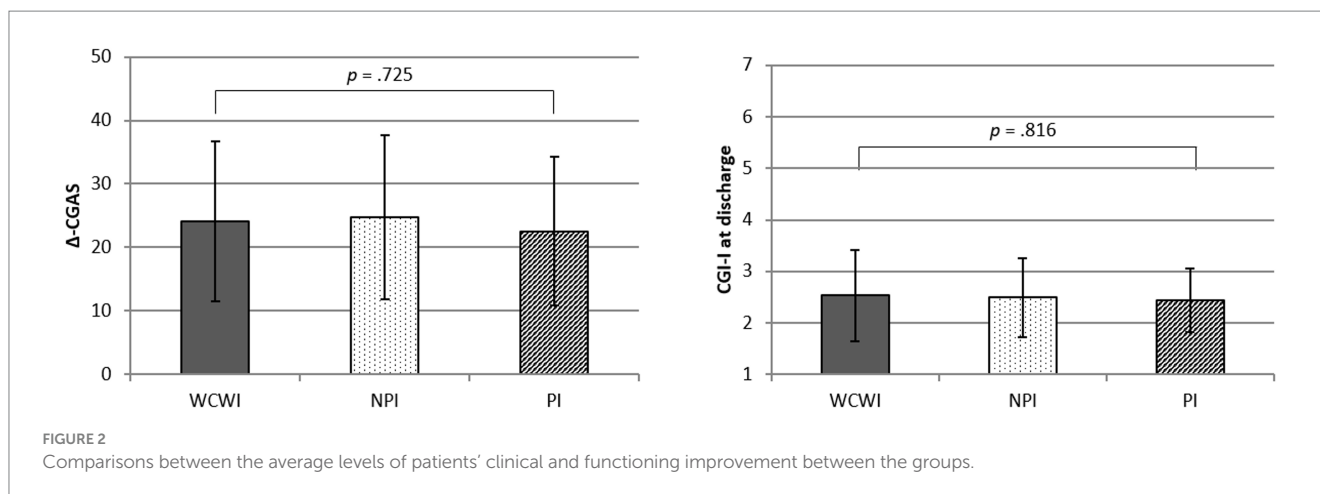 50
40
30
20
10
0
Δ-CGAS
p = .725
WCWI NPI PI
7
6
5
4
3
2
1
CGI-I at discharge
p = .816
WCWI NPI PI
FIGURE 2
Comparisons between the average levels of patients’ clinical and functioning improvement between the groups.